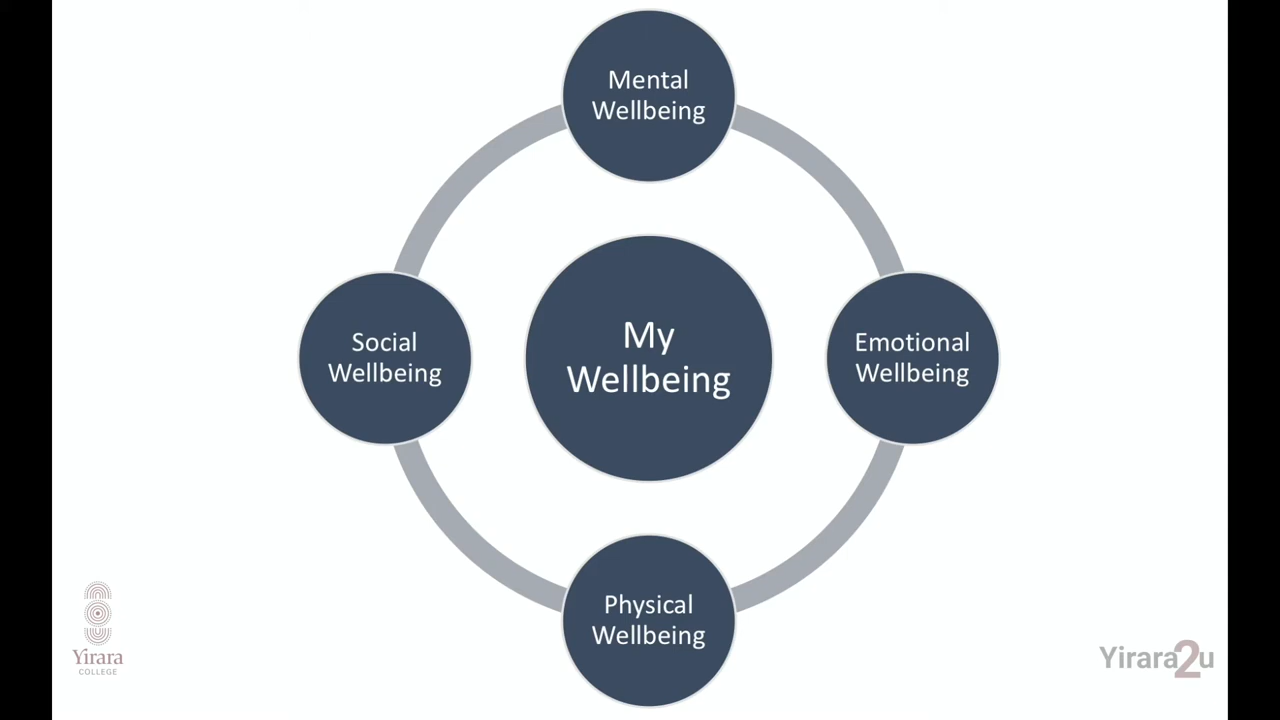 Mental
Wellbeing
Social
Wellbeing
My
Wellbeing
Emotional
Wellbeing
Physical
Wellbeing
Yirara
COLLEGE
Yirara2u